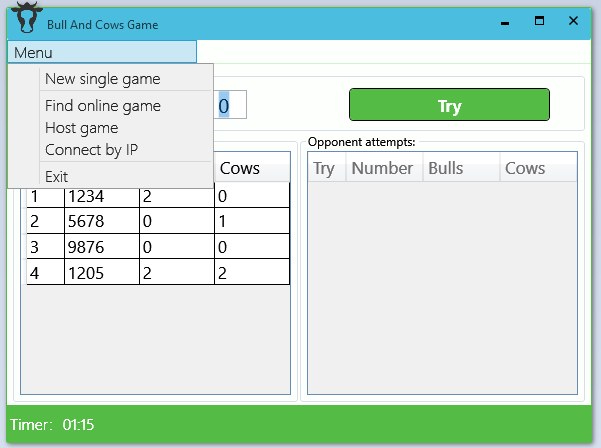 Bull And Cows Game
Menu
New single game
Find online game
Host game
Connect by IP
Exit
0
Try
Cows
1 1234 2 0
2 5678 0 1
3 9876 0 0
4 1205 2 2
Opponent attempts:
Try Number Bulls Cows
Timer: 01:15